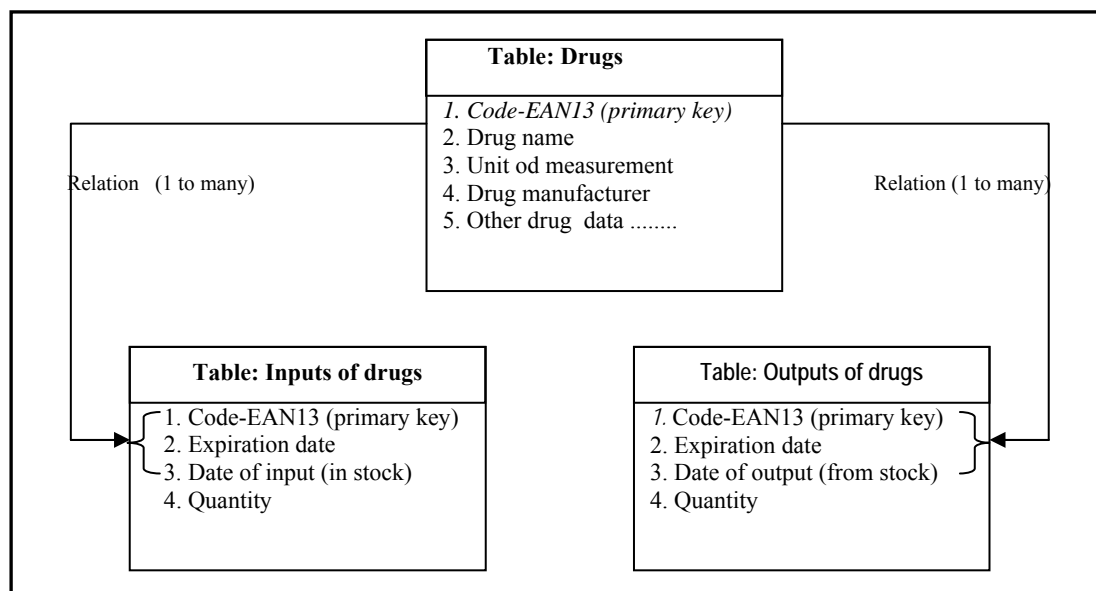 Table: Drugs
1. Code-EAN13 (primary key)
2. Drug name
3. Unit od measurement
4. Drug manufacturer
5. Other drug data ........
Relation (1 to many)
Relation (1 to many)
Table: Inputs of drugs
1. Code-EAN13 (primary key)
2. Expiration date
3. Date of input (in stock)
4. Quantity
Table: Outputs of drugs
1. Code-EAN13 (primary key)
2. Expiration date
3. Date of output (from stock)
4. Quantity